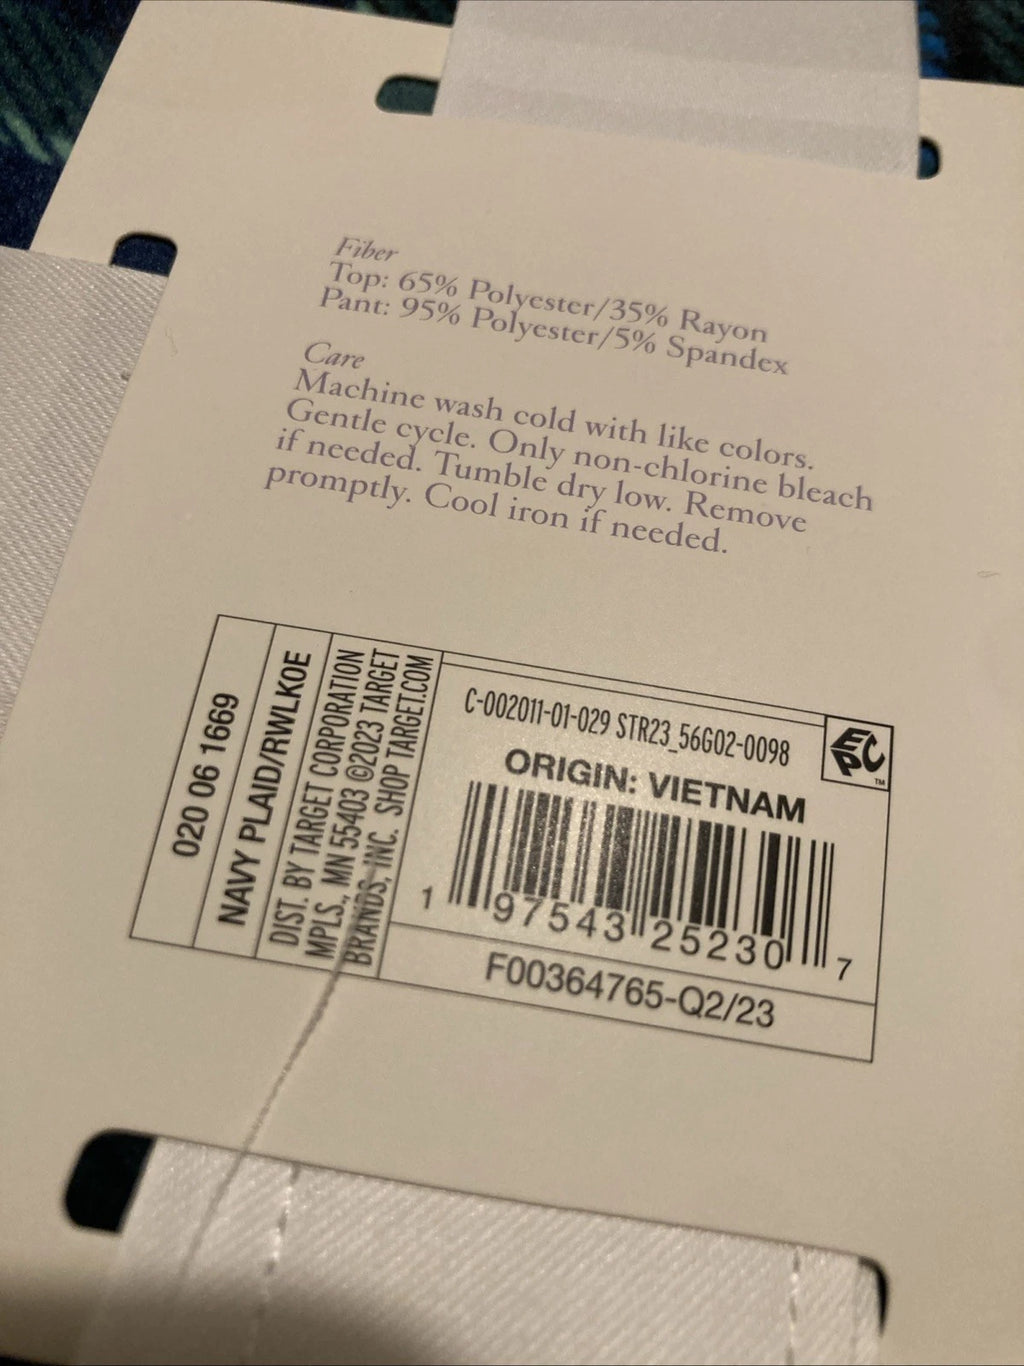 Fiber
Top: 65% Polyester/35% Rayon
Pant: 95% Polyester/5% Spandex
Care
Machine wash cold with like colors.
Gentle cycle. Only non-chlorine bleach
if needed. Tumble dry low. Remove
promptly. Cool iron if needed.
020 06 1669
NAVY PLAID/RWLKOE
DIST. BY TARGET CORPORATION
MPLS., MN 55403 ©2023 TARGET
BRANDS, INC. SHOP TARGET.COM
C-002011-01-029 STR23_56G02-0098
EPC™
ORIGIN: VIETNAM
1 97543 25230 7
F00364765-Q2/23